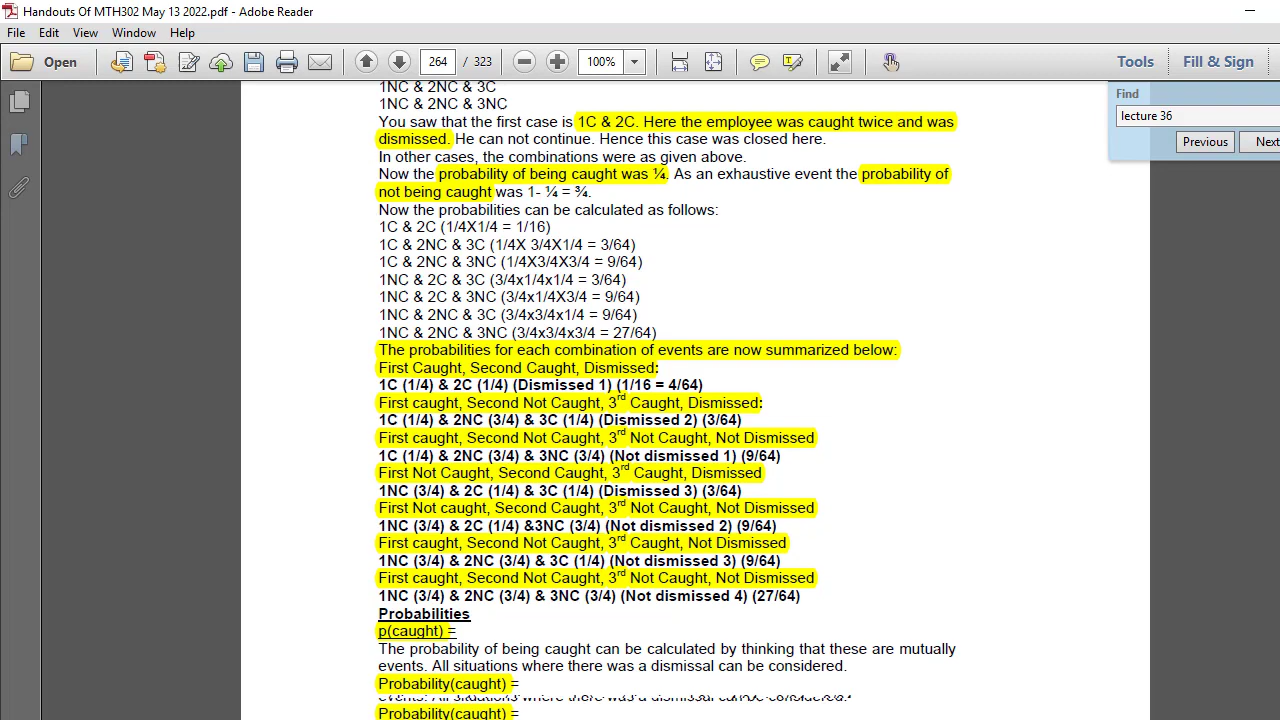 Handouts Of MTH302 May 13 2022.pdf - Adobe Reader
File Edit View Window Help
Open 264 / 323 100% Tools Fill & Sign
Find
lecture 36
Previous Next
1NC & 2NC & 3C
1NC & 2NC & 3NC
You saw that the first case is 1C & 2C. Here the employee was caught twice and was
dismissed. He can not continue. Hence this case was closed here.
In other cases, the combinations were as given above.
Now the probability of being caught was ¼. As an exhaustive event the probability of
not being caught was 1- ¼ = ¾.
Now the probabilities can be calculated as follows:
1C & 2C (1/4X1/4 = 1/16)
1C & 2NC & 3C (1/4X 3/4X1/4 = 3/64)
1C & 2NC & 3NC (1/4X3/4X3/4 = 9/64)
1NC & 2C & 3C (3/4x1/4x1/4 = 3/64)
1NC & 2C & 3NC (3/4x1/4X3/4 = 9/64)
1NC & 2NC & 3C (3/4x3/4x1/4 = 9/64)
1NC & 2NC & 3NC (3/4x3/4x3/4 = 27/64)
The probabilities for each combination of events are now summarized below:
First Caught, Second Caught, Dismissed:
1C (1/4) & 2C (1/4) (Dismissed 1) (1/16 = 4/64)
First caught, Second Not Caught, 3rd Caught, Dismissed:
1C (1/4) & 2NC (3/4) & 3C (1/4) (Dismissed 2) (3/64)
First caught, Second Not Caught, 3rd Not Caught, Not Dismissed
1C (1/4) & 2NC (3/4) & 3NC (3/4) (Not dismissed 1) (9/64)
First Not Caught, Second Caught, 3rd Caught, Dismissed
1NC (3/4) & 2C (1/4) & 3C (1/4) (Dismissed 3) (3/64)
First Not caught, Second Caught, 3rd Not Caught, Not Dismissed
1NC (3/4) & 2C (1/4) &3NC (3/4) (Not dismissed 2) (9/64)
First caught, Second Not Caught, 3rd Caught, Not Dismissed
1NC (3/4) & 2NC (3/4) & 3C (1/4) (Not dismissed 3) (9/64)
First caught, Second Not Caught, 3rd Not Caught, Not Dismissed
1NC (3/4) & 2NC (3/4) & 3NC (3/4) (Not dismissed 4) (27/64)
Probabilities
p(caught) =
The probability of being caught can be calculated by thinking that these are mutually
events. All situations where there was a dismissal can be considered.
Probability(caught) =
Probability(caught) =